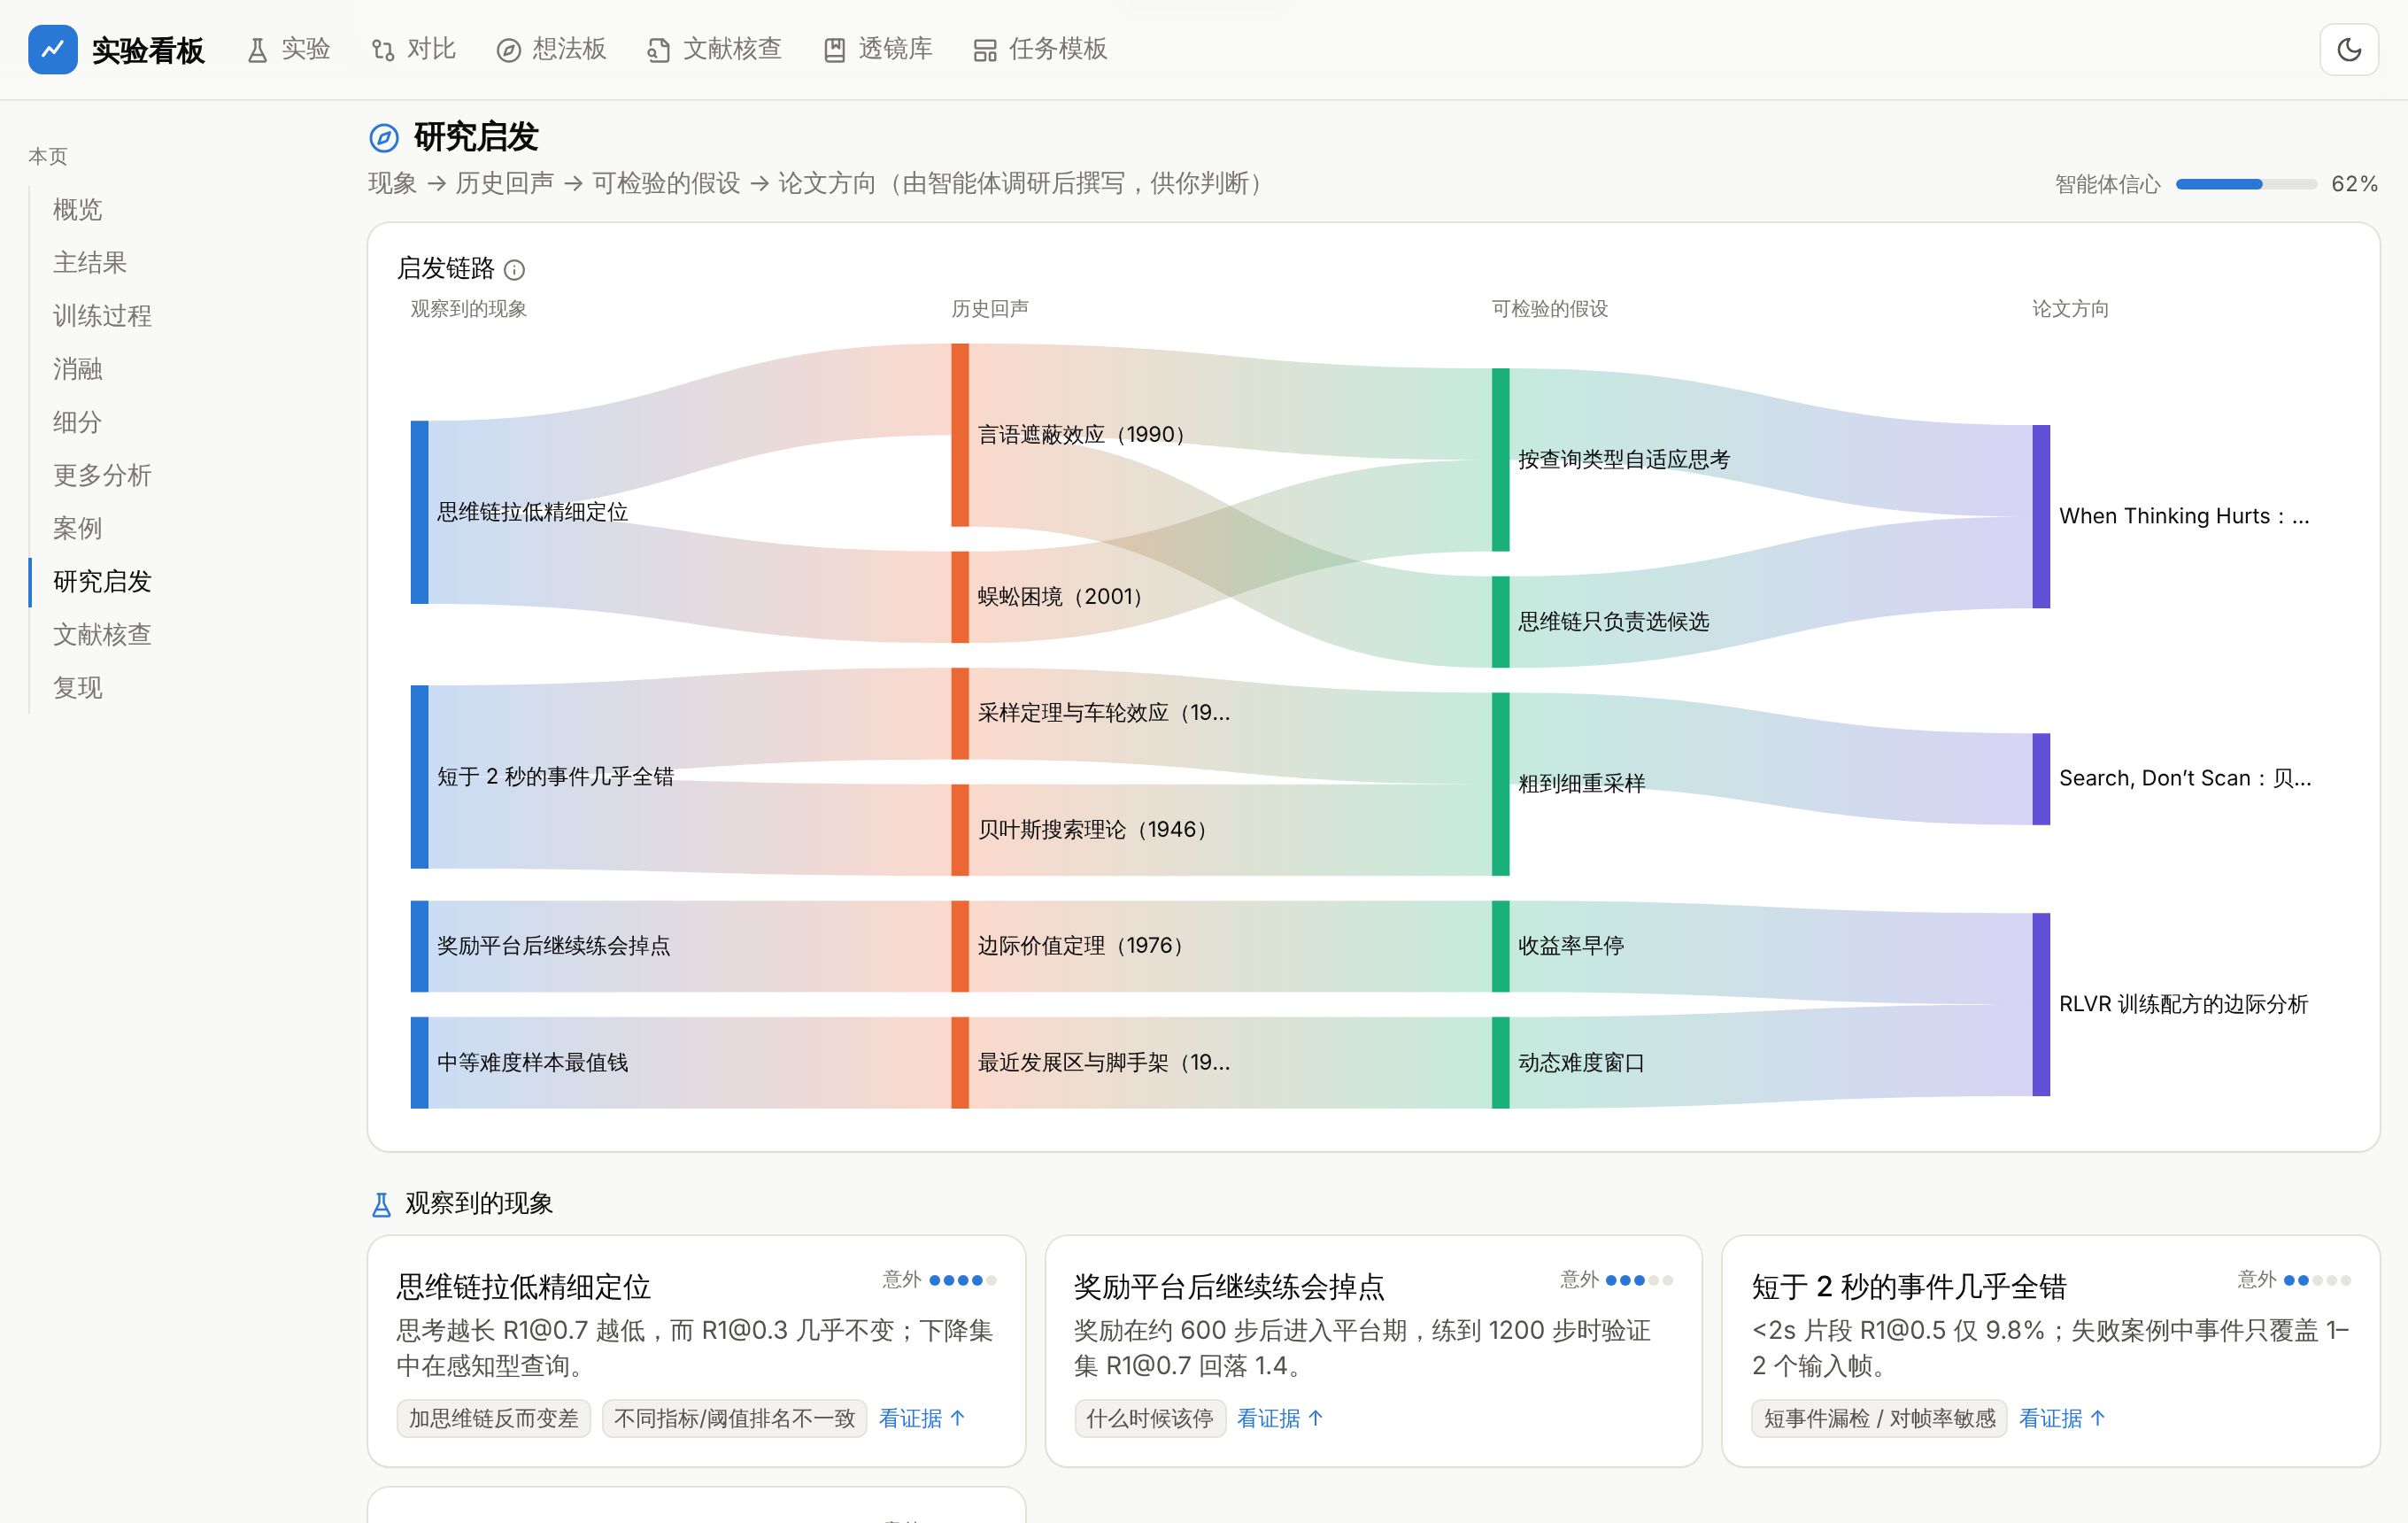 实验看板
实验
对比
想法板
文献核查
透镜库
任务模板
本页
概览
主结果
训练过程
消融
细分
更多分析
案例
研究启发
文献核查
复现
研究启发
现象 → 历史回声 → 可检验的假设 → 论文方向（由智能体调研后撰写，供你判断）
智能体信心 62%
启发链路
观察到的现象
历史回声
可检验的假设
论文方向
思维链拉低精细定位
短于 2 秒的事件几乎全错
奖励平台后继续练会掉点
中等难度样本最值钱
言语遮蔽效应（1990）
蜈蚣困境（2001）
采样定理与车轮效应（19...
贝叶斯搜索理论（1946）
边际价值定理（1976）
最近发展区与脚手架（19...
按查询类型自适应思考
思维链只负责选候选
粗到细重采样
收益率早停
动态难度窗口
When Thinking Hurts：...
Search, Don’t Scan：贝...
RLVR 训练配方的边际分析
观察到的现象
思维链拉低精细定位
意外
思考越长 R1@0.7 越低，而 R1@0.3 几乎不变；下降集
中在感知型查询。
加思维链反而变差
不同指标/阈值排名不一致
看证据 ↑
奖励平台后继续练会掉点
意外
奖励在约 600 步后进入平台期，练到 1200 步时验证
集 R1@0.7 回落 1.4。
什么时候该停
看证据 ↑
短于 2 秒的事件几乎全错
意外
<2s 片段 R1@0.5 仅 9.8%；失败案例中事件只覆盖 1–
2 个输入帧。
短事件漏检 / 对帧率敏感
看证据 ↑